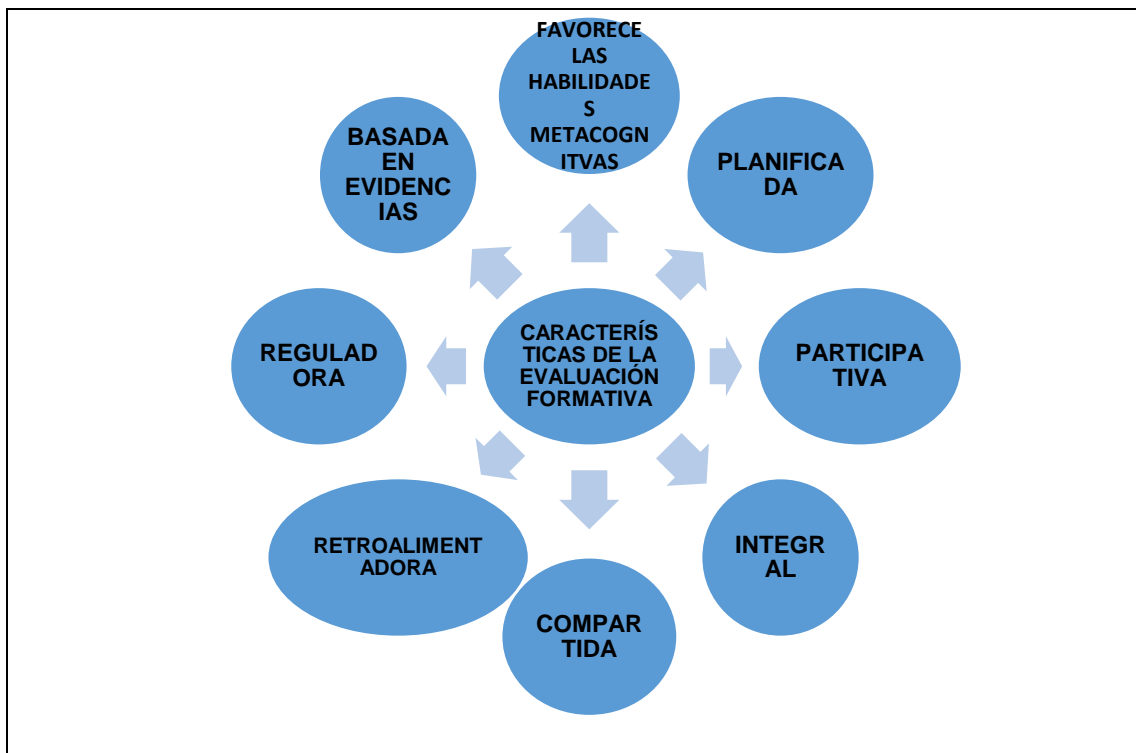 FAVORECE
LAS
HABILIDADE
S
METACOGN
ITVAS
PLANIFICA
DA
PARTICIPA
TIVA
INTEGR
AL
COMPAR
TIDA
RETROALIMENT
ADORA
REGULAD
ORA
BASADA
EN
EVIDENC
IAS
CARACTERÍS
TICAS DE LA
EVALUACIÓN
FORMATIVA